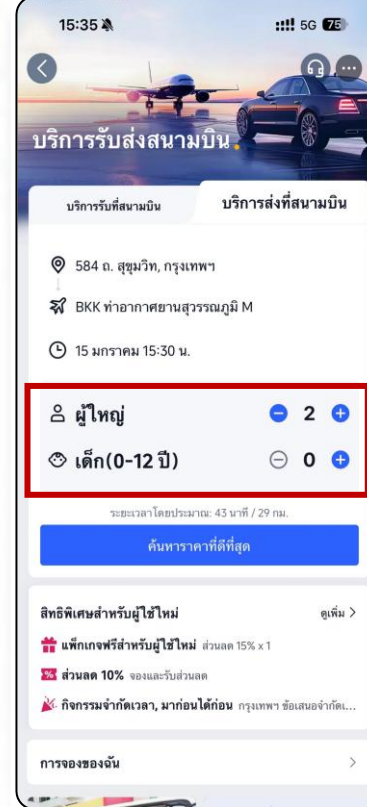 15:35 5G 75
บริการรับส่งสนามบิน
บริการรับที่สนามบิน บริการส่งที่สนามบิน
584 ถ. สุขุมวิท, กรุงเทพฯ
BKK ท่าอากาศยานสุวรรณภูมิ M
15 มกราคม 15:30 น.
ผู้ใหญ่ 2
เด็ก(0-12 ปี) 0
ระยะเวลาโดยประมาณ: 43 นาที / 29 กม.
ค้นหาราคาที่ดีที่สุด
สิทธิพิเศษสำหรับผู้ใช้ใหม่ ดูเพิ่ม >
แพ็กเกจฟรีสำหรับผู้ใช้ใหม่ ส่วนลด 15% x 1
% ส่วนลด 10% จองและรับส่วนลด
กิจกรรมจำกัดเวลา, มาก่อนได้ก่อน กรุงเทพฯ ข้อเสนอจำกัดเ...
การจองของฉัน >